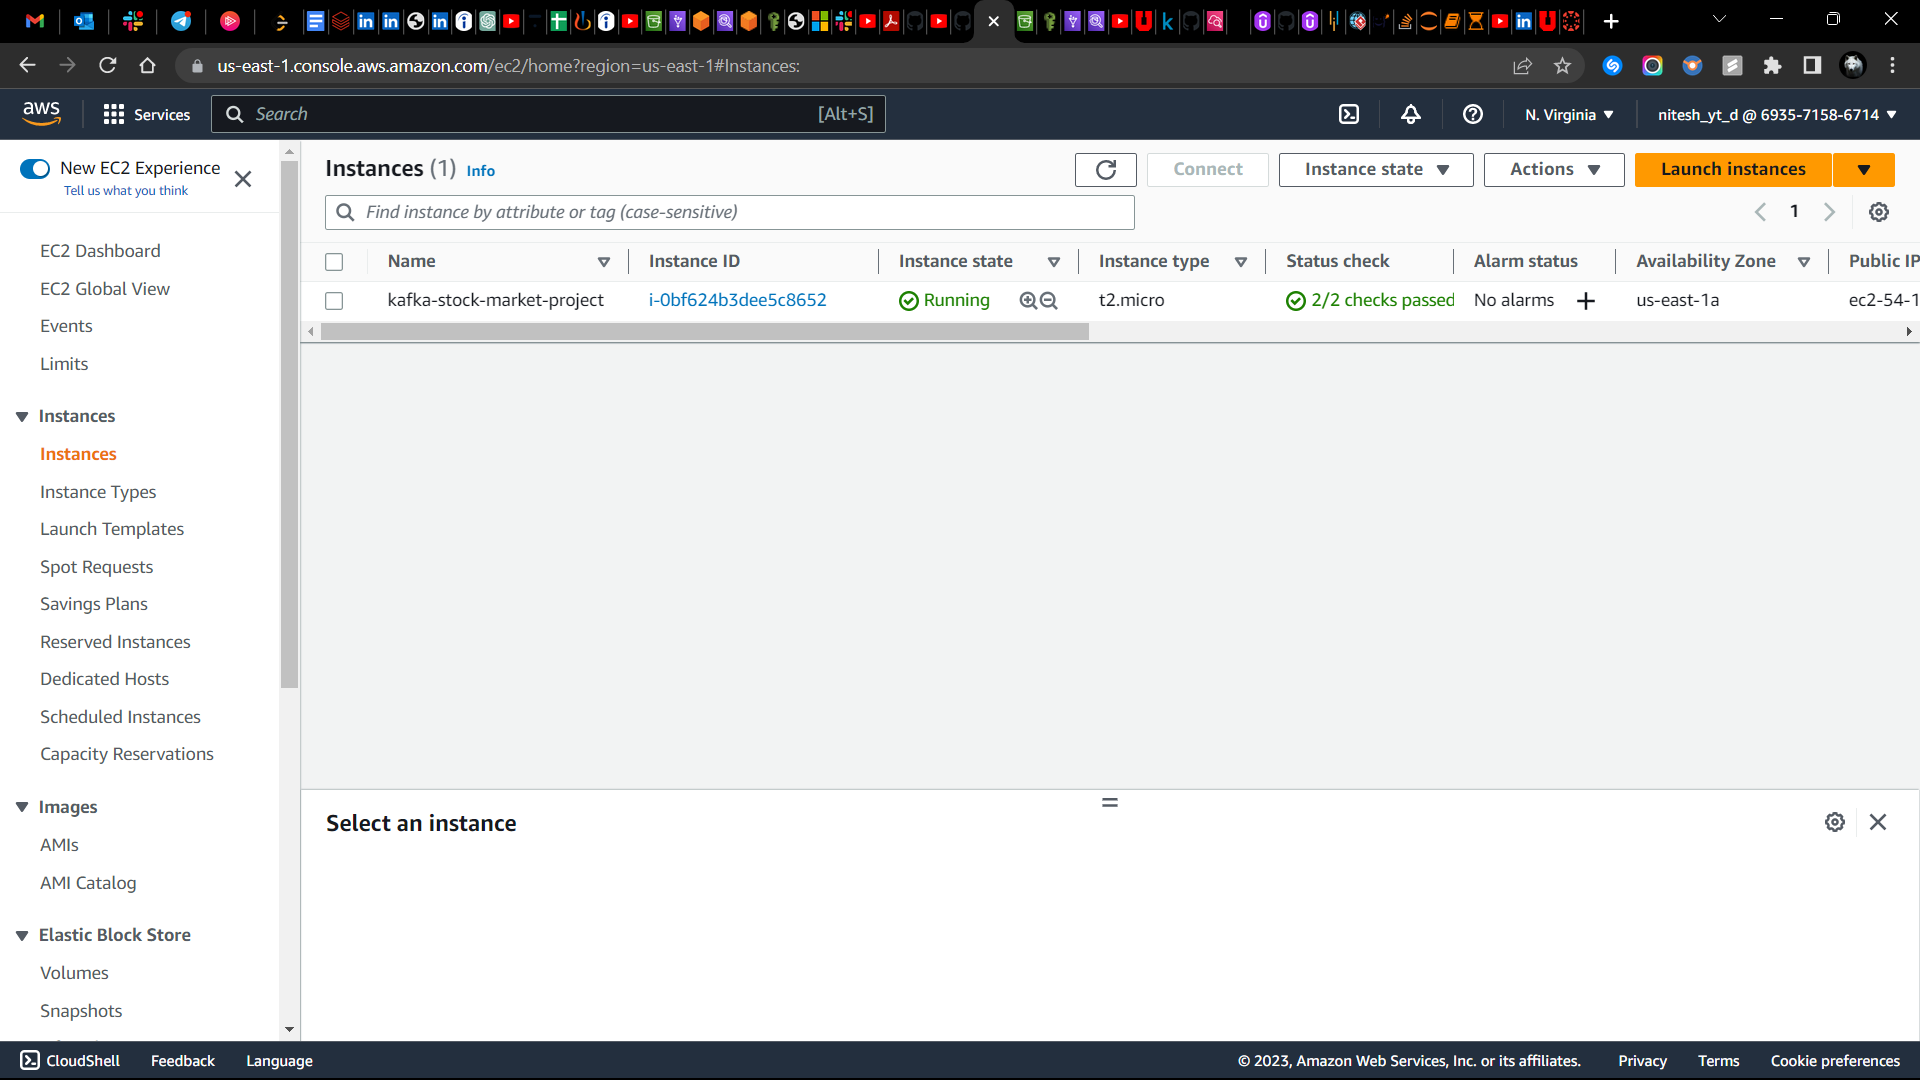 us-east-1.console.aws.amazon.com/ec2/home?region=us-east-1#Instances:
aws
Services
Search
[Alt+S]
N. Virginia
nitesh_yt_d @ 6935-7158-6714
New EC2 Experience
Tell us what you think
EC2 Dashboard
EC2 Global View
Events
Limits
Instances
Instances
Instance Types
Launch Templates
Spot Requests
Savings Plans
Reserved Instances
Dedicated Hosts
Scheduled Instances
Capacity Reservations
Images
AMIs
AMI Catalog
Elastic Block Store
Volumes
Snapshots
Instances (1) Info
Connect
Instance state
Actions
Launch instances
Find instance by attribute or tag (case-sensitive)
1
Name Instance ID Instance state Instance type Status check Alarm status Availability Zone Public IP
kafka-stock-market-project i-0bf624b3dee5c8652 Running t2.micro 2/2 checks passed No alarms us-east-1a ec2-54-1
Select an instance
CloudShell Feedback Language © 2023, Amazon Web Services, Inc. or its affiliates. Privacy Terms Cookie preferences